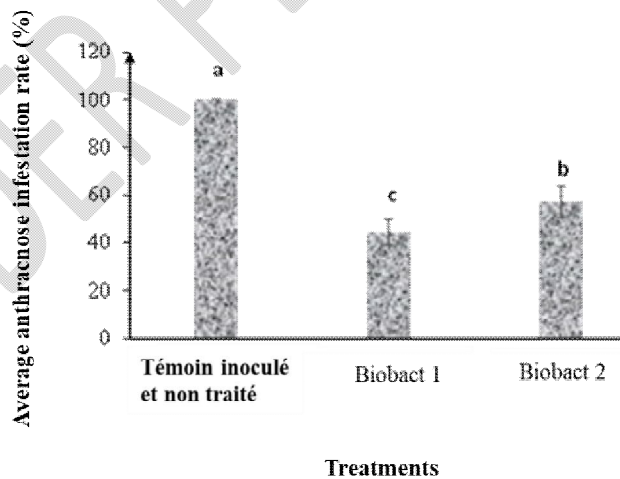 Average anthracnose infestation rate (%)
120
100
80
60
40
20
0
a
c
b
Témoin inoculé
et non traité
Biobact 1
Biobact 2
Treatments